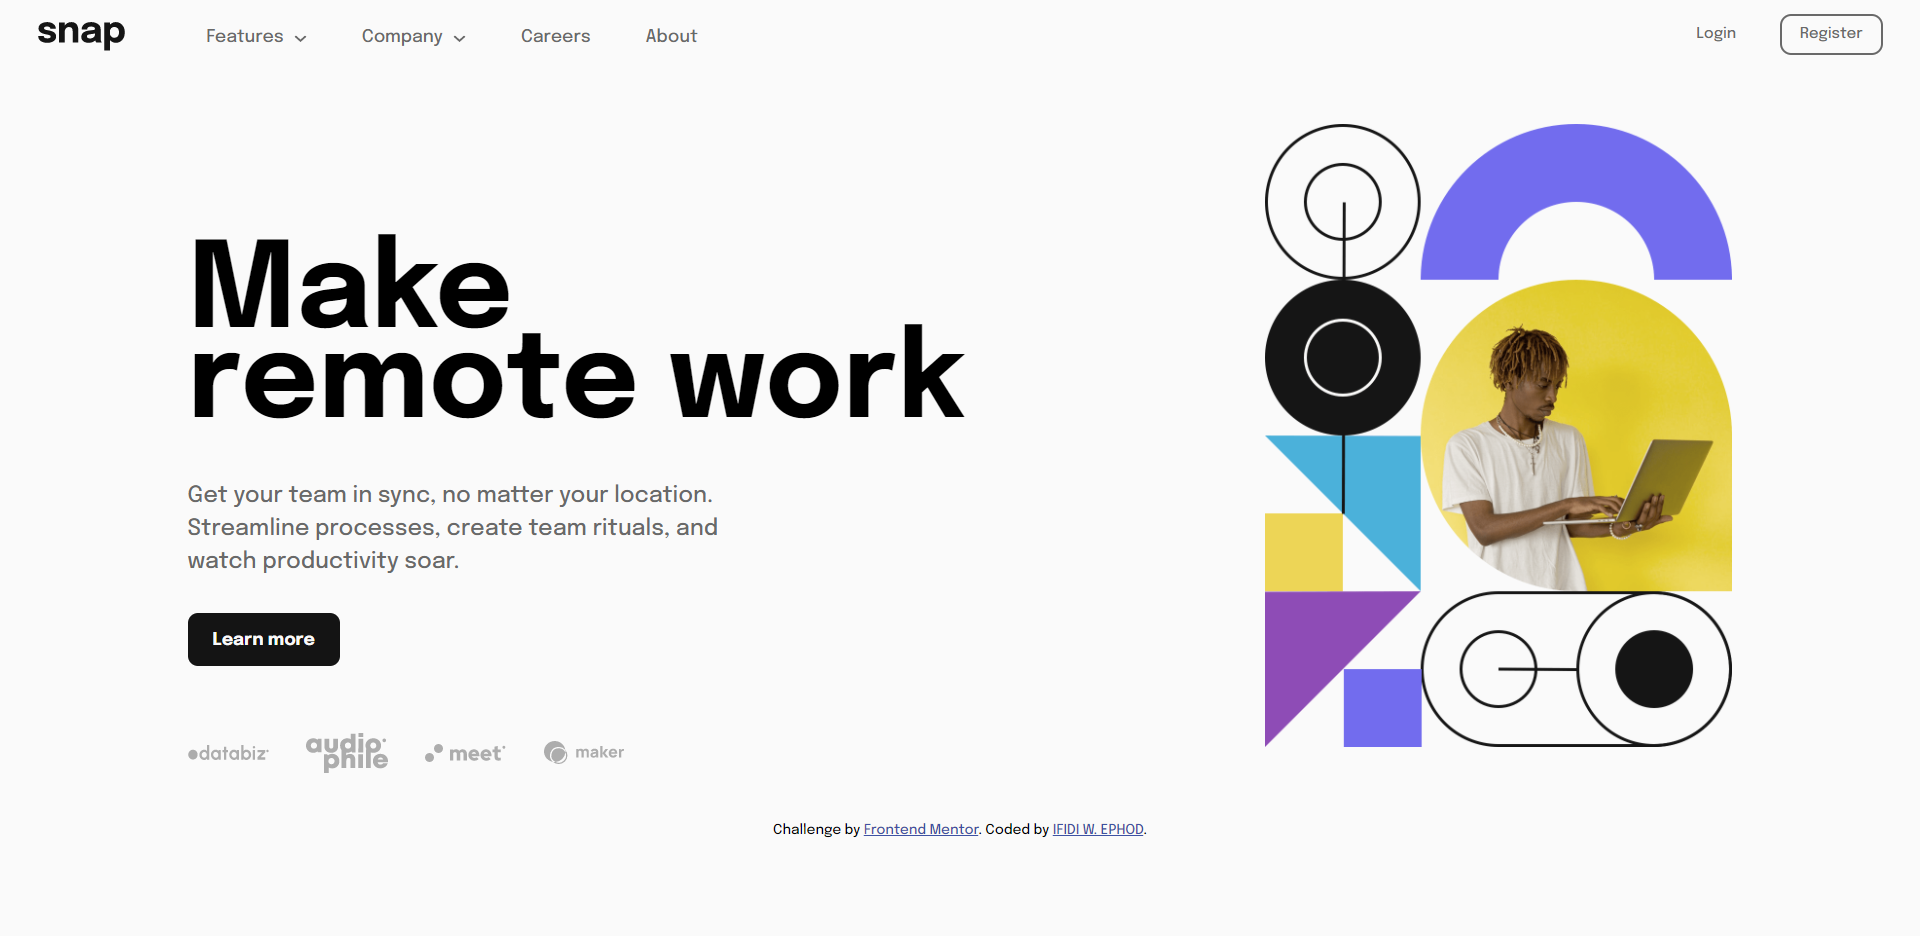 snap
Features
Company
Careers
About
Login
Register
Make
remote work
Get your team in sync, no matter your location.
Streamline processes, create team rituals, and
watch productivity soar.
Learn more
databiz
audio
phile
meet
maker
Challenge by Frontend Mentor. Coded by IFIDI W. EPHOD.